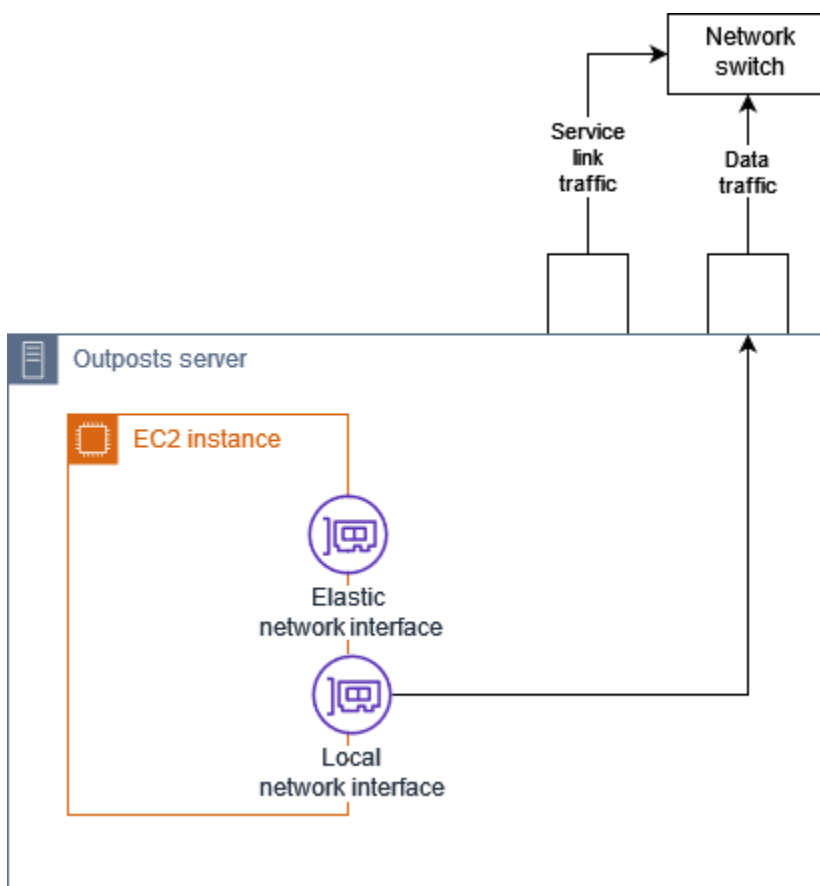 Network
switch
Service
link
traffic
Data
traffic
Outposts server
EC2 instance
Elastic
network interface
Local
network interface